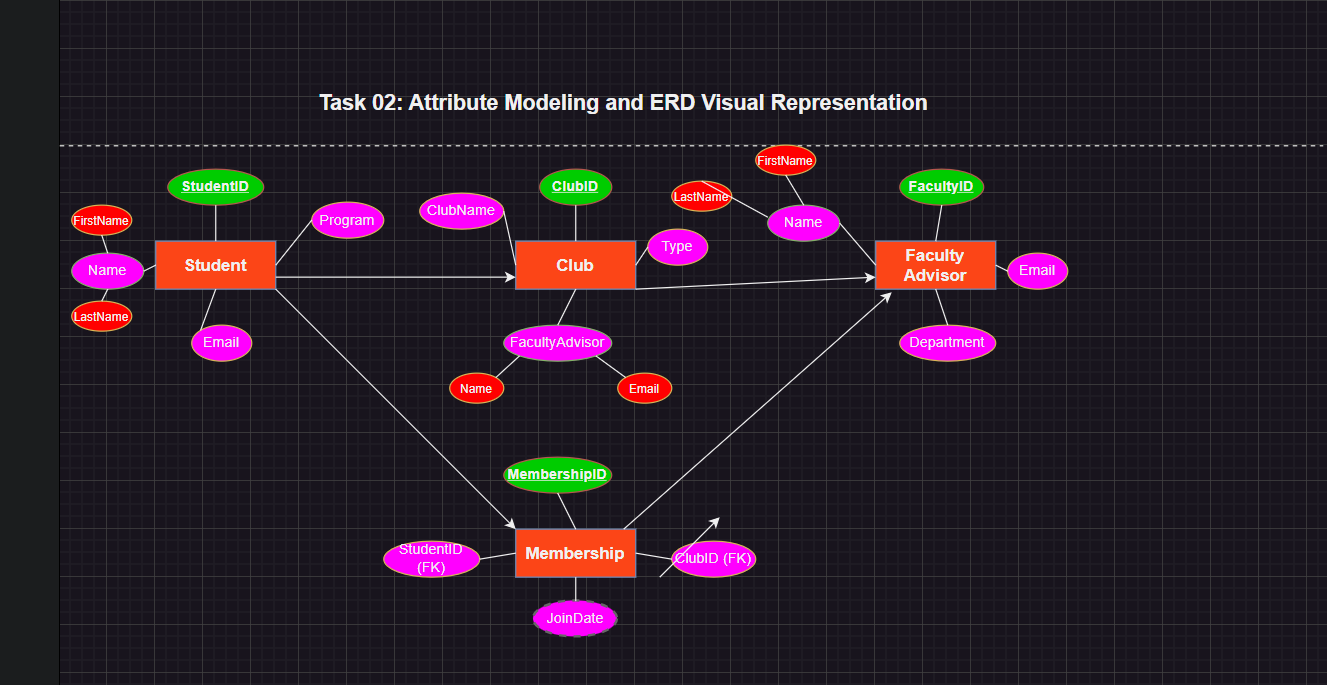 Task 02: Attribute Modeling and ERD Visual Representation
FirstName
StudentID
ClubID
LastName
FacultyID
FirstName
Program
ClubName
Name
Type
Name
Student
Club
Faculty
Advisor
Email
LastName
Email
FacultyAdvisor
Department
Name
Email
MembershipID
StudentID
(FK)
Membership
ClubID (FK)
JoinDate